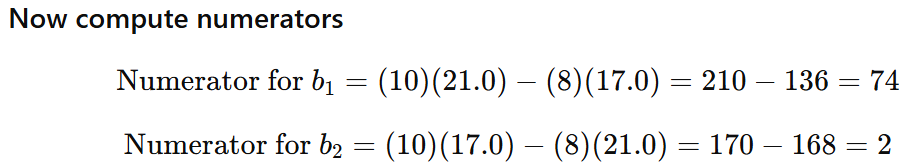 Now compute numerators
Numerator for b₁ = (10)(21.0) − (8)(17.0) = 210 − 136 = 74
Numerator for b₂ = (10)(17.0) − (8)(21.0) = 170 − 168 = 2